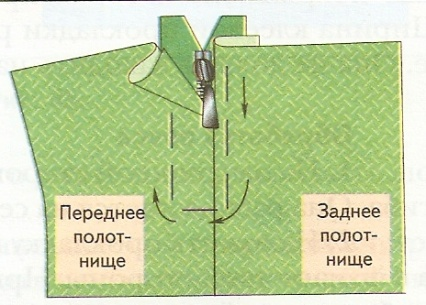 Переднее
полот-
нище
Заднее
полот-
нище